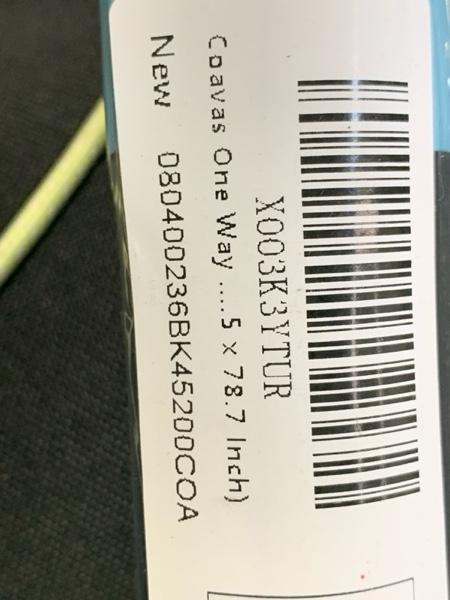 X003K3YTUR
Coavas One Way .... 5 x 78.7 Inch)
New 080400236BK45200COA